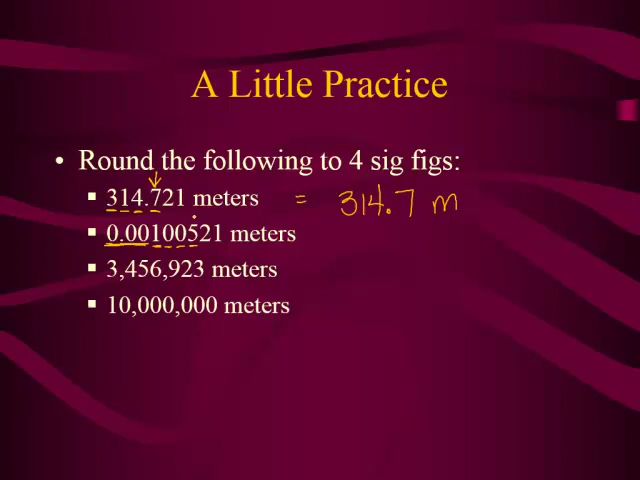 A Little Practice
• Round the following to 4 sig figs:
▪ 314.721 meters = 314.7 m
▪ 0.00100521 meters
▪ 3,456,923 meters
▪ 10,000,000 meters